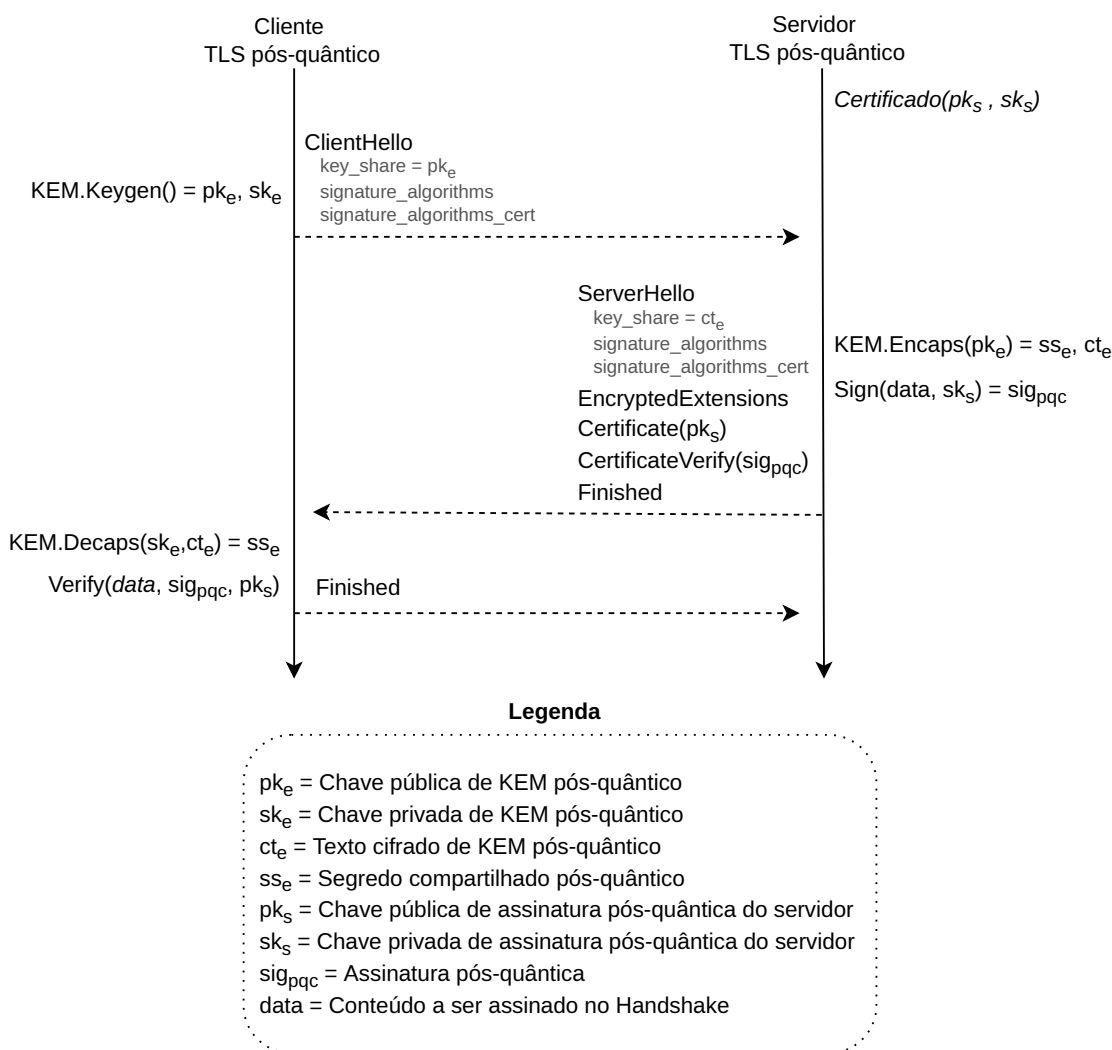 Cliente
TLS pós-quântico
Servidor
TLS pós-quântico
Certificado(pks , sks)
ClientHello
key_share = pke
signature_algorithms
signature_algorithms_cert
KEM.Keygen() = pke, ske
ServerHello
key_share = cte
signature_algorithms
signature_algorithms_cert
EncryptedExtensions
Certificate(pks)
CertificateVerify(sigpqc)
Finished
KEM.Encaps(pke) = sse, cte
Sign(data, sks) = sigpqc
KEM.Decaps(ske,cte) = sse
Verify(data, sigpqc, pks)
Finished
Legenda
pke = Chave pública de KEM pós-quântico
ske = Chave privada de KEM pós-quântico
cte = Texto cifrado de KEM pós-quântico
sse = Segredo compartilhado pós-quântico
pks = Chave pública de assinatura pós-quântica do servidor
sks = Chave privada de assinatura pós-quântica do servidor
sigpqc = Assinatura pós-quântica
data = Conteúdo a ser assinado no Handshake